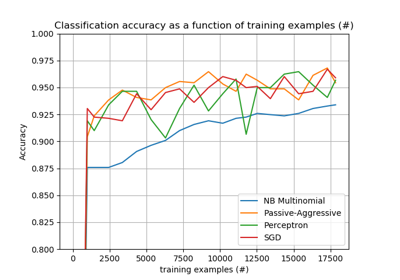 Classification accuracy as a function of training examples (#)
1.000
0.975
0.950
0.925
0.900
0.875
0.850
0.825
0.800
Accuracy
NB Multinomial
Passive-Aggressive
Perceptron
SGD
0 2500 5000 7500 10000 12500 15000 17500
training examples (#)